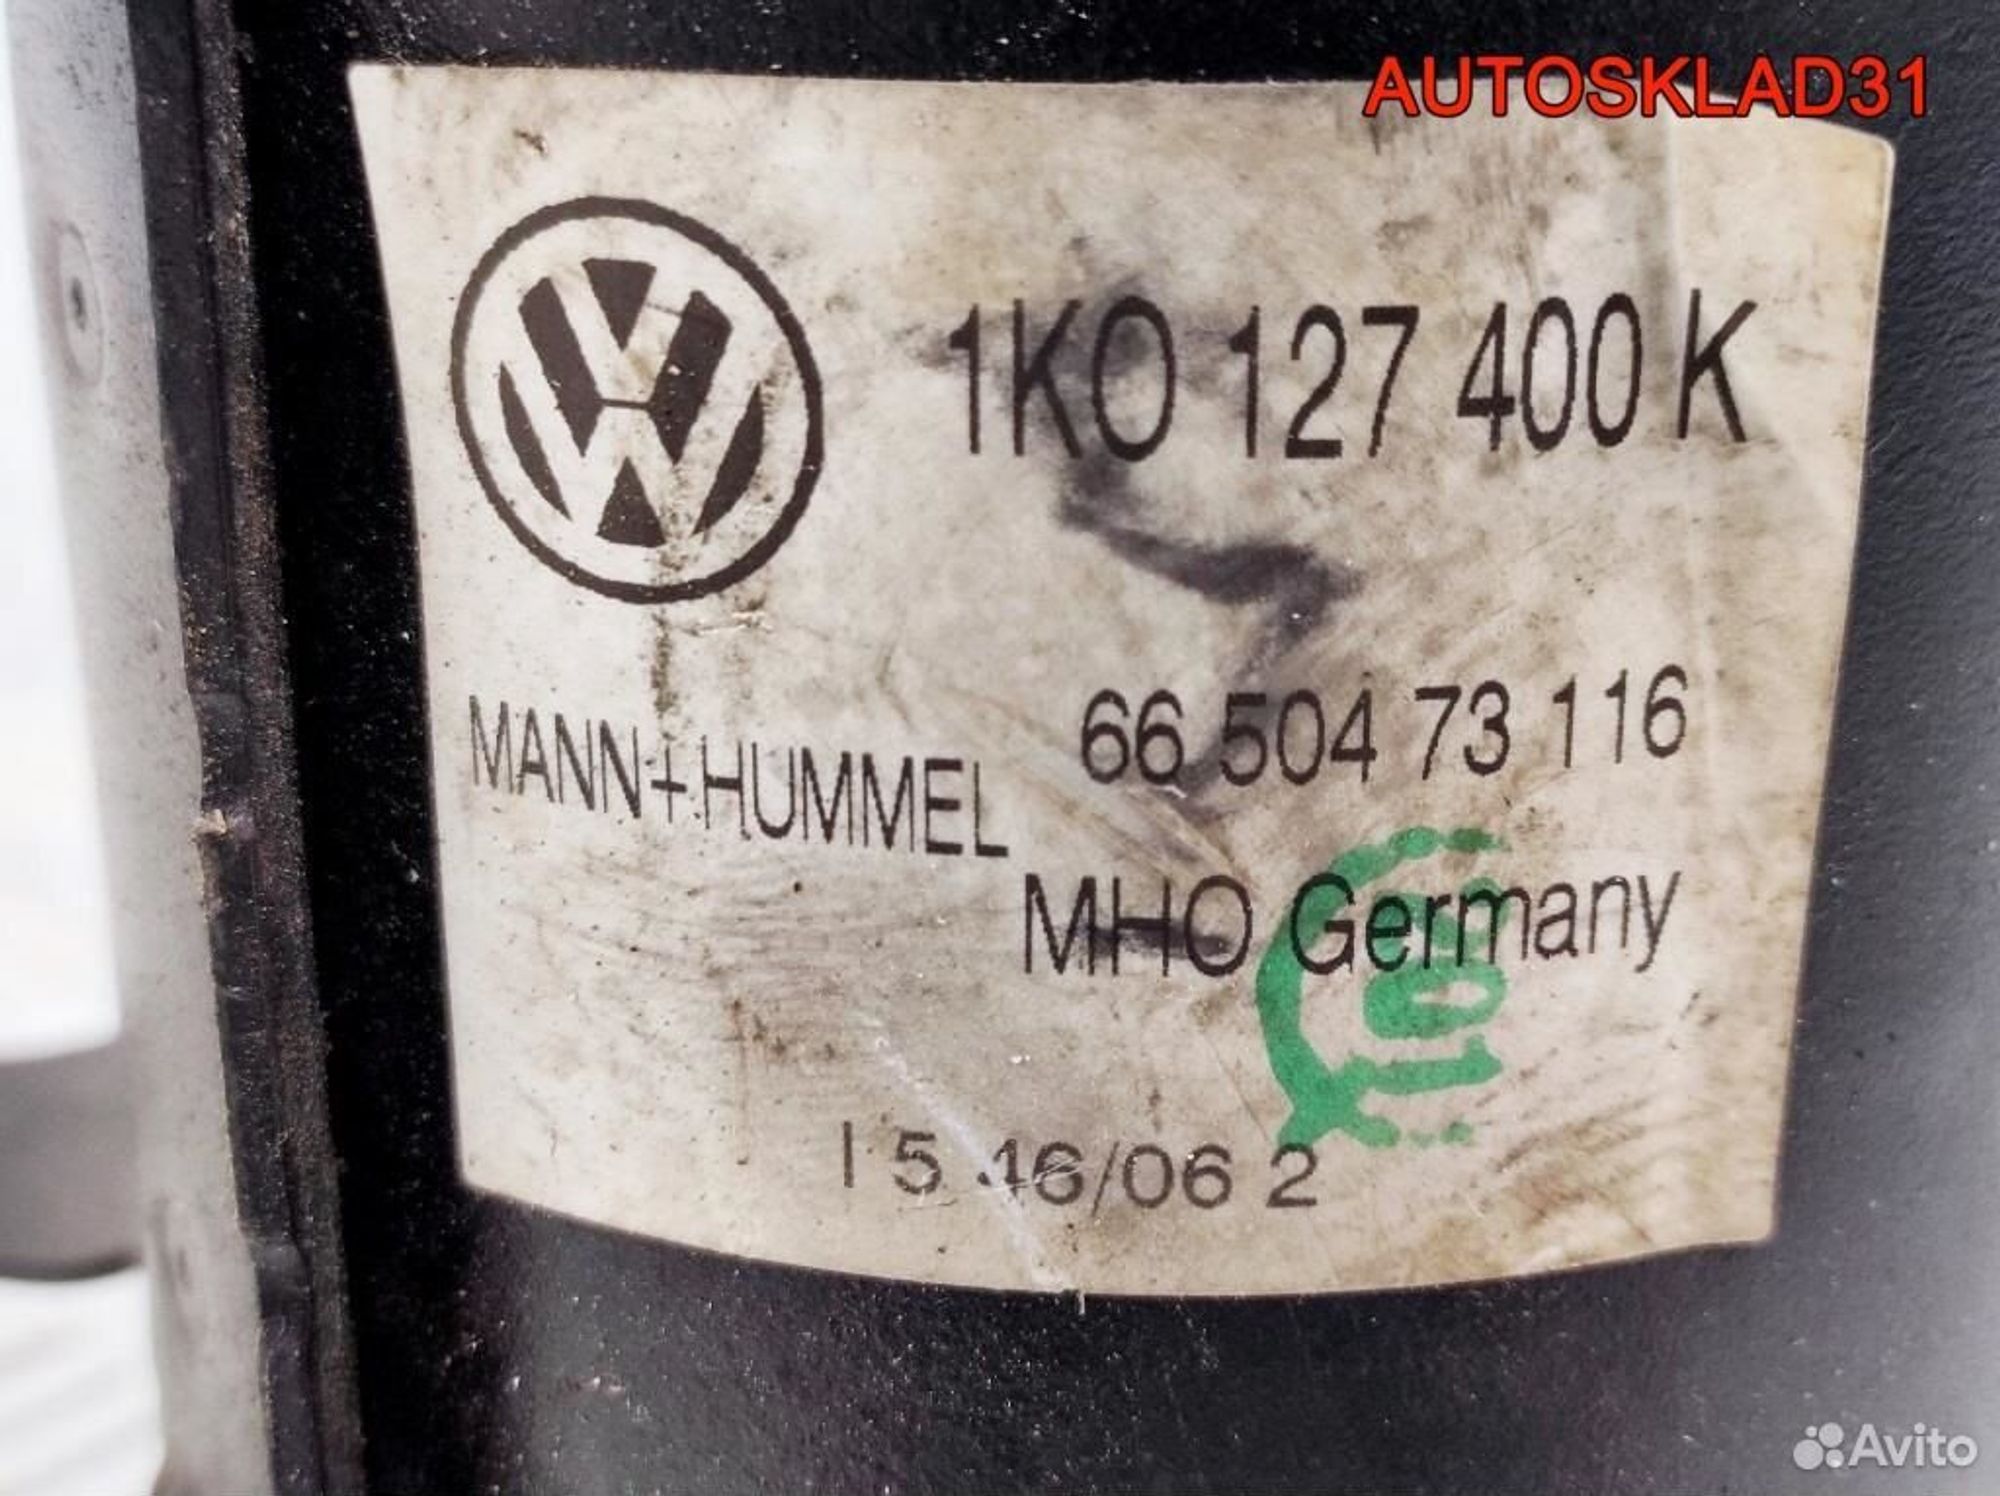 AUTOSKLAD31
1K0 127 400 K
66 504 73 116
MANN+HUMMEL
MHO Germany
I 5 46/06 2
Avito